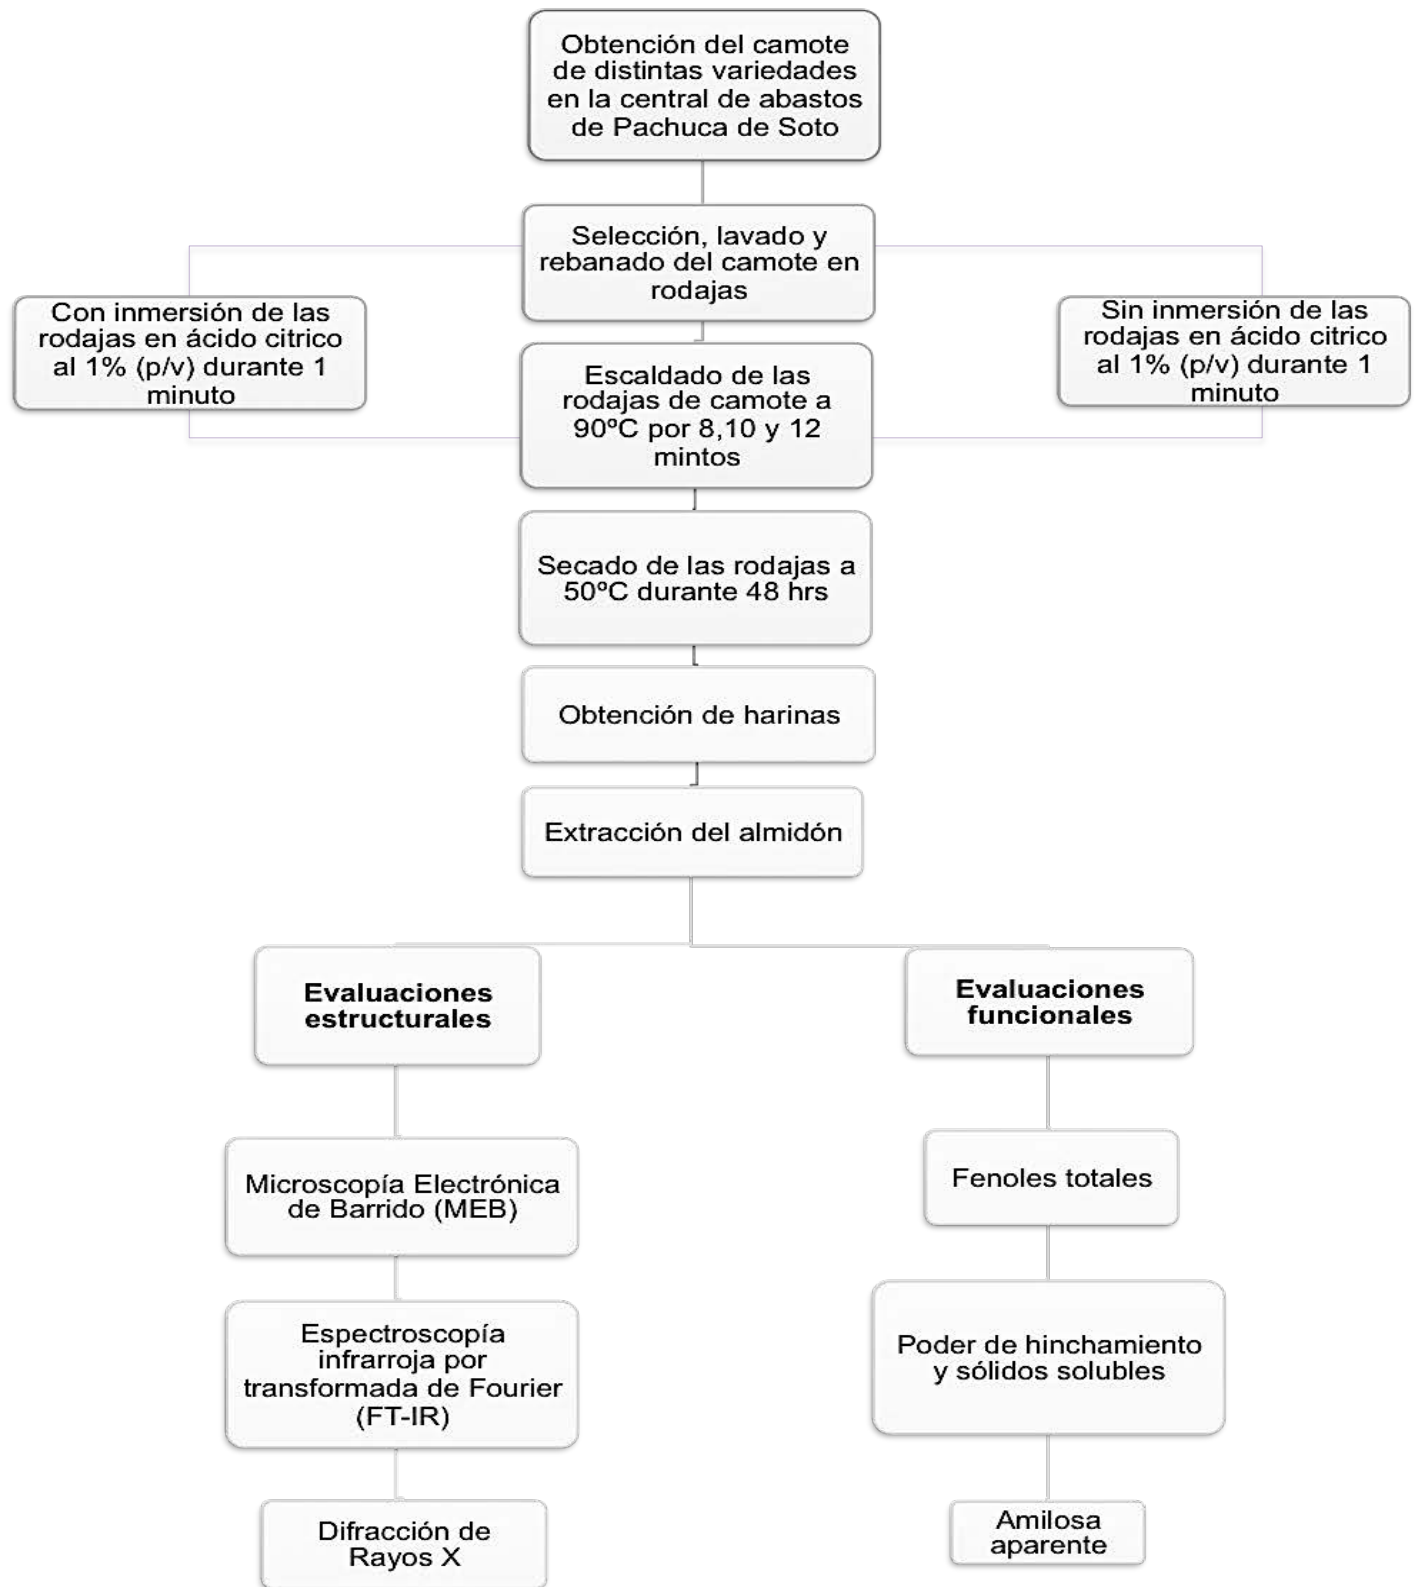 Obtención del camote
de distintas variedades
en la central de abastos
de Pachuca de Soto
Selección, lavado y
rebanado del camote en
rodajas
Con inmersión de las
rodajas en ácido citrico
al 1% (p/v) durante 1
minuto
Sin inmersión de las
rodajas en ácido citrico
al 1% (p/v) durante 1
minuto
Escaldado de las
rodajas de camote a
90ºC por 8,10 y 12
mintos
Secado de las rodajas a
50ºC durante 48 hrs
Obtención de harinas
Extracción del almidón
Evaluaciones
estructurales
Microscopía Electrónica
de Barrido (MEB)
Espectroscopía
infrarroja por
transformada de Fourier
(FT-IR)
Difracción de
Rayos X
Evaluaciones
funcionales
Fenoles totales
Poder de hinchamiento
y sólidos solubles
Amilosa
aparente